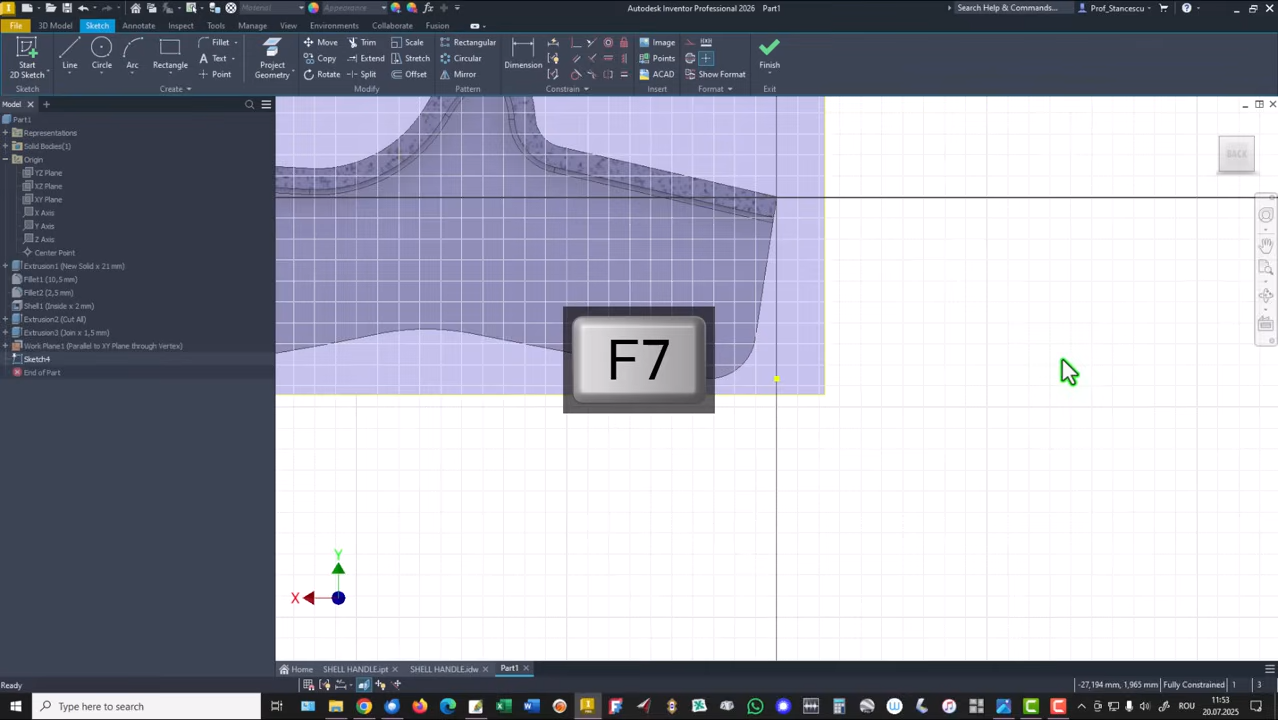 Material
Appearance
Autodesk Inventor Professional 2026 Part1
Search Help & Commands...
Prof_Stancescu
File 3D Model Sketch Annotate Inspect Tools Manage View Environments Collaborate Fusion
Start
2D Sketch
Sketch
Line
Circle
Arc
Rectangle
Fillet
Text
Point
Create
Project
Geometry
Move
Copy
Rotate
Trim
Extend
Split
Scale
Stretch
Offset
Modify
Rectangular
Circular
Mirror
Pattern
Dimension
Constrain
Image
Points
ACAD
Insert
Show Format
Format
Finish
Exit
Model
Part1
Representations
Solid Bodies(1)
Origin
YZ Plane
XZ Plane
XY Plane
X Axis
Y Axis
Z Axis
Center Point
Extrusion1 (New Solid x 21 mm)
Fillet1 (10,5 mm)
Fillet2 (2,5 mm)
Shell1 (Inside x 2 mm)
Extrusion2 (Cut All)
Extrusion3 (Join x 1,5 mm)
Work Plane1 (Parallel to XY Plane through Vertex)
Sketch4
End of Part
BACK
F7
Y
X
Home SHELL HANDLE.ipt SHELL HANDLE.idw Part1
Ready
-27,194 mm, 1,965 mm Fully Constrained 1 3
Type here to search
ROU
11:53
20.07.2025